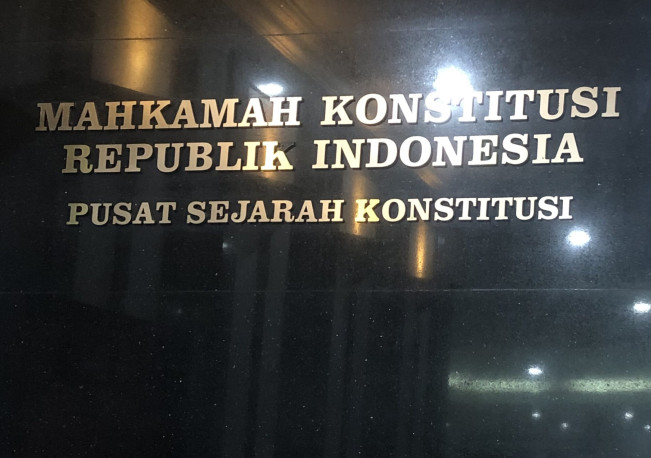 MAHKAMAH KONSTITUSI
REPUBLIK INDONESIA
PUSAT SEJARAH KONSTITUSI